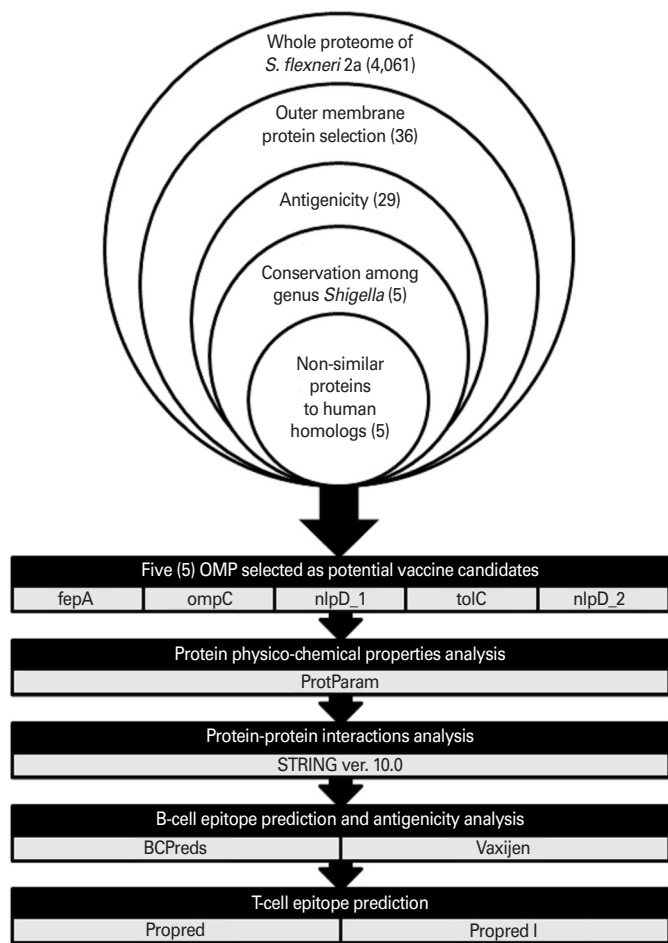 Whole proteome of
S. flexneri 2a (4,061)
Outer membrane
protein selection (36)
Antigenicity (29)
Conservation among
genus Shigella (5)
Non-similar
proteins
to human
homologs (5)
Five (5) OMP selected as potential vaccine candidates
fepA ompC nlpD_1 tolC nlpD_2
Protein physico-chemical properties analysis
ProtParam
Protein-protein interactions analysis
STRING ver. 10.0
B-cell epitope prediction and antigenicity analysis
BCPreds Vaxijen
T-cell epitope prediction
Propred Propred I